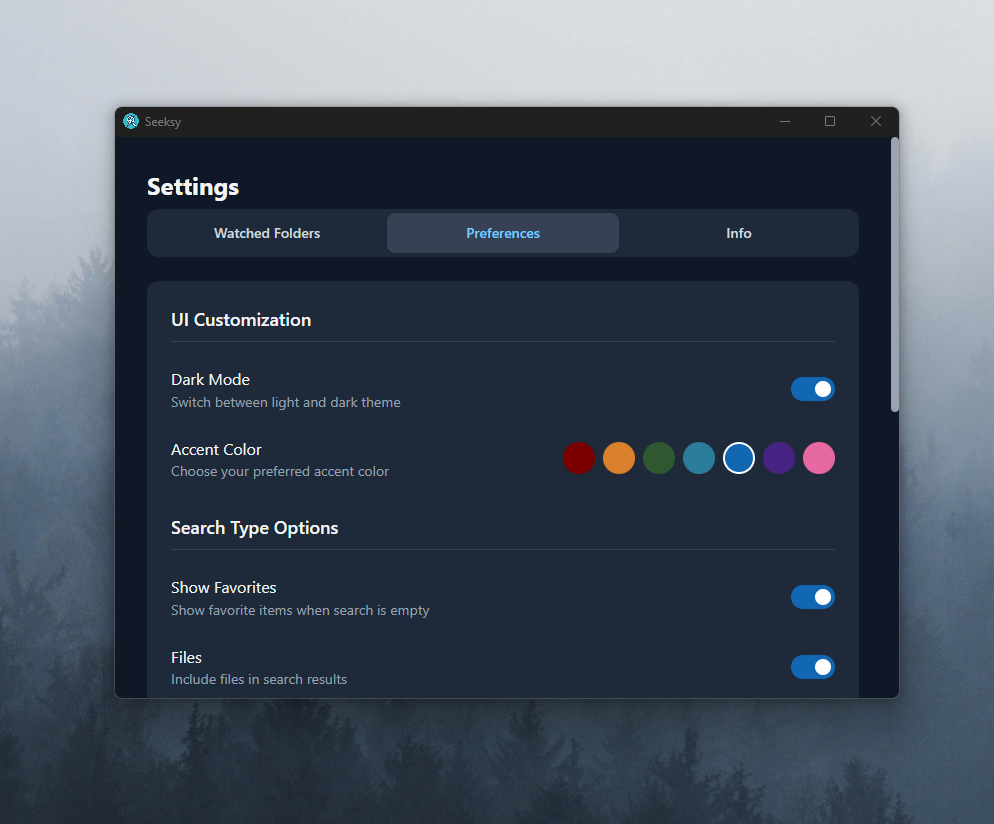 Seeksy
Settings
Watched Folders
Preferences
Info
UI Customization
Dark Mode
Switch between light and dark theme
Accent Color
Choose your preferred accent color
Search Type Options
Show Favorites
Show favorite items when search is empty
Files
Include files in search results